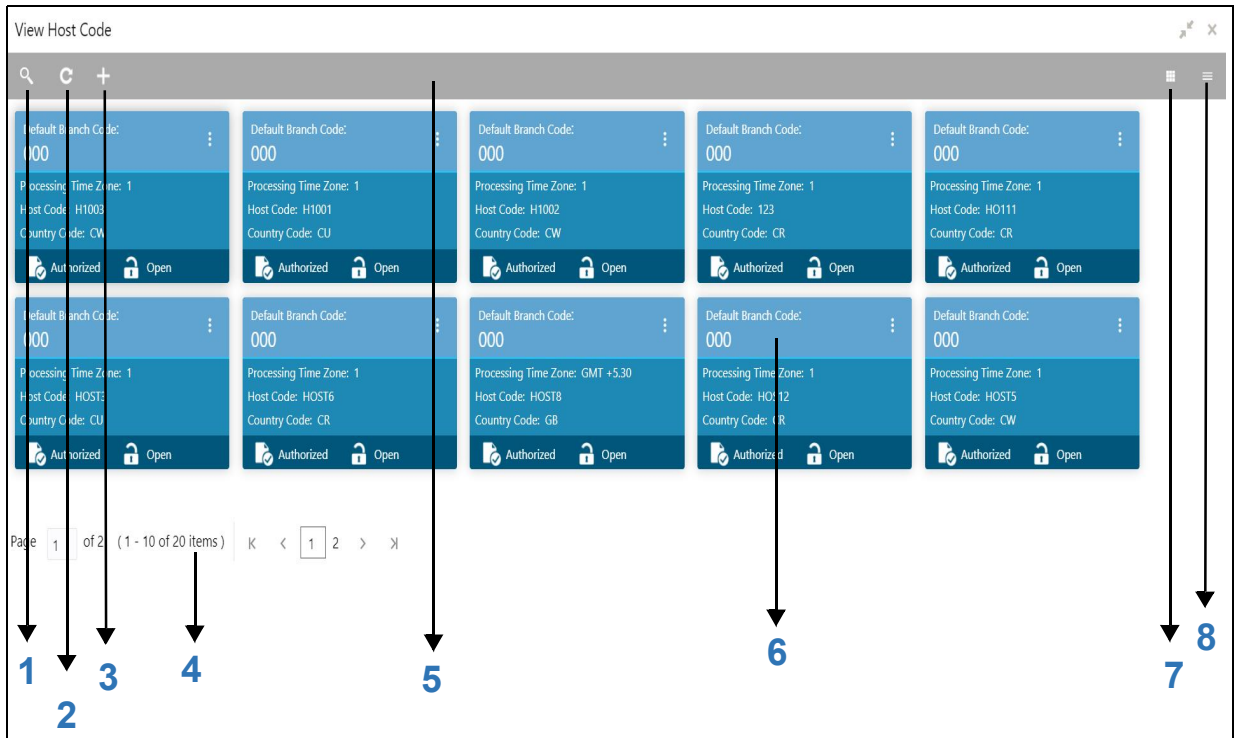 View Host Code
Default Branch Code: Default Branch Code: Default Branch Code: Default Branch Code: Default Branch Code:
000 000 000 000 000
Processing Time Zone: 1 Processing Time Zone: 1 Processing Time Zone: 1 Processing Time Zone: 1 Processing Time Zone: 1
Host Code: H1003 Host Code: H1001 Host Code: H1002 Host Code: 123 Host Code: HO111
Country Code: CW Country Code: CU Country Code: CW Country Code: CR Country Code: CR
Authorized Open Authorized Open Authorized Open Authorized Open Authorized Open
Default Branch Code: Default Branch Code: Default Branch Code: Default Branch Code: Default Branch Code:
000 000 000 000 000
Processing Time Zone: 1 Processing Time Zone: 1 Processing Time Zone: GMT +5.30 Processing Time Zone: 1 Processing Time Zone: 1
Host Code: HOST3 Host Code: HOST6 Host Code: HOST8 Host Code: HOS12 Host Code: HOST5
Country Code: CU Country Code: CR Country Code: GB Country Code: CR Country Code: CW
Authorized Open Authorized Open Authorized Open Authorized Open Authorized Open
Page 1 of 2 ( 1 - 10 of 20 items ) 1 2
1 2 3 4 5 6 7 8